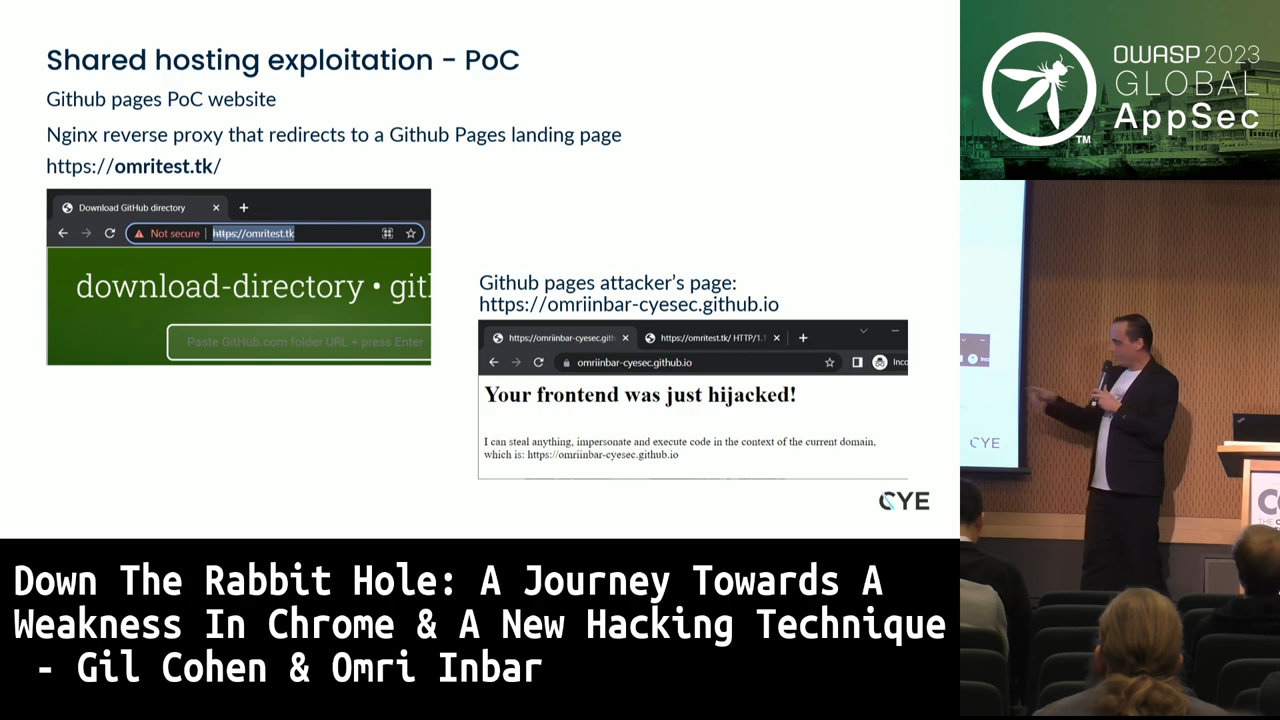 Shared hosting exploitation - PoC
Github pages PoC website
Nginx reverse proxy that redirects to a Github Pages landing page
https://omritest.tk/
Download GitHub directory
Not secure | https://omritest.tk
download-directory • git
Paste GitHub.com folder URL + press Enter
Github pages attacker's page:
https://omriinbar-cyesec.github.io
https://omriinbar-cyesec.gith
https://omritest.tk/ HTTP/1.1
omriinbar-cyesec.github.io
Inco
Your frontend was just hijacked!
I can steal anything, impersonate and execute code in the context of the current domain,
which is: https://omriinbar-cyesec.github.io
CYE
OWASP 2023
GLOBAL
AppSec
TM
CYE
Down The Rabbit Hole: A Journey Towards A
Weakness In Chrome & A New Hacking Technique
- Gil Cohen & Omri Inbar